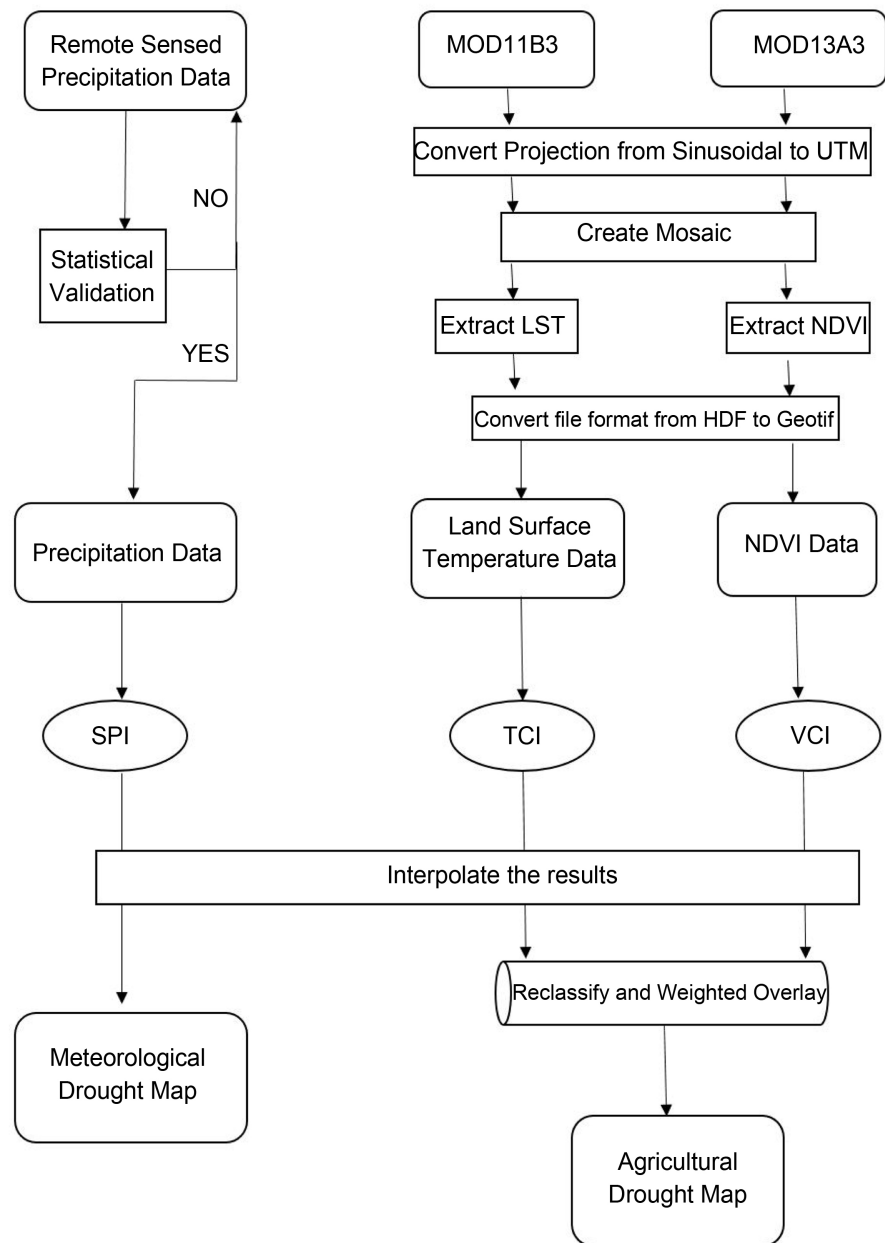 Remote Sensed
Precipitation Data
MOD11B3
MOD13A3
Convert Projection from Sinusoidal to UTM
NO
Create Mosaic
Statistical
Validation
Extract LST
Extract NDVI
YES
Convert file format from HDF to Geotif
Precipitation Data
Land Surface
Temperature Data
NDVI Data
SPI
TCI
VCI
Interpolate the results
Reclassify and Weighted Overlay
Meteorological
Drought Map
Agricultural
Drought Map